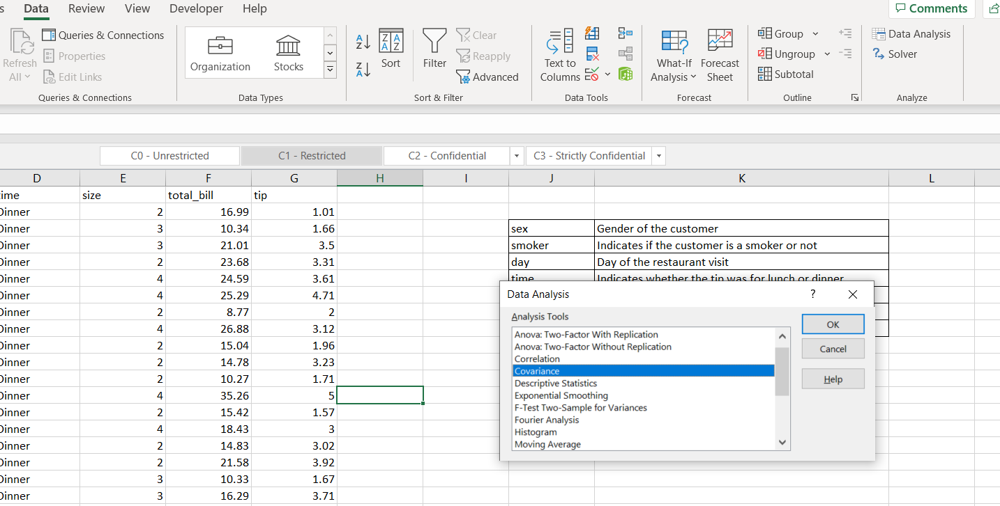 s Data Review View Developer Help Comments
Queries & Connections
Properties
Edit Links
Refresh
All
Queries & Connections
Organization Stocks
Data Types
Sort
Filter
Clear
Reapply
Advanced
Sort & Filter
Text to
Columns
Data Tools
What-If
Analysis
Forecast
Sheet
Forecast
Group
Ungroup
Subtotal
Outline
Data Analysis
Solver
Analyze
C0 - Unrestricted C1 - Restricted C2 - Confidential C3 - Strictly Confidential
D E F G H I J K L
ime size total_bill tip
Dinner 2 16.99 1.01
Dinner 3 10.34 1.66
Dinner 3 21.01 3.5
Dinner 2 23.68 3.31
Dinner 4 24.59 3.61
Dinner 4 25.29 4.71
Dinner 2 8.77 2
Dinner 4 26.88 3.12
Dinner 2 15.04 1.96
Dinner 2 14.78 3.23
Dinner 2 10.27 1.71
Dinner 4 35.26 5
Dinner 2 15.42 1.57
Dinner 4 18.43 3
Dinner 2 14.83 3.02
Dinner 2 21.58 3.92
Dinner 3 10.33 1.67
Dinner 3 16.29 3.71
sex Gender of the customer
smoker Indicates if the customer is a smoker or not
day Day of the restaurant visit
time Indicates whether the tip was for lunch or dinner
Data Analysis ?
Analysis Tools
Anova: Two-Factor With Replication
Anova: Two-Factor Without Replication
Correlation
Covariance
Descriptive Statistics
Exponential Smoothing
F-Test Two-Sample for Variances
Fourier Analysis
Histogram
Moving Average
OK
Cancel
Help